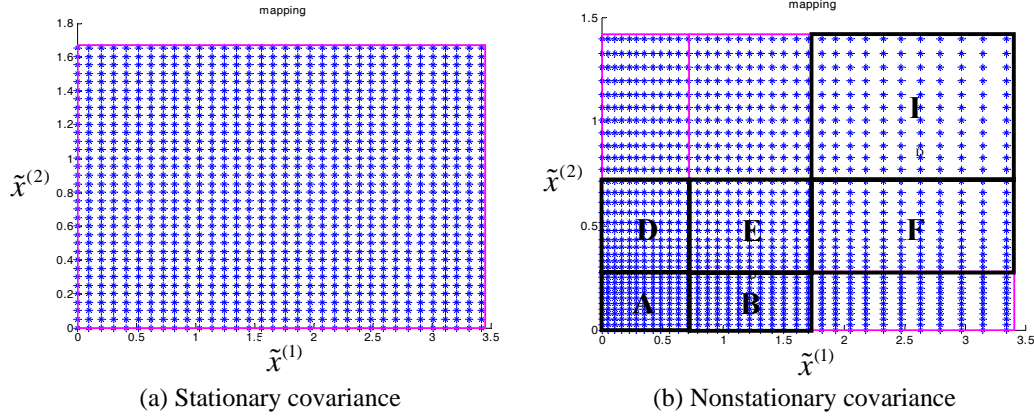 mapping
1.8
1.6
1.4
1.2
1
0.8
0.6
0.4
0.2
0
x̃(2)
0 0.5 1 1.5 2 2.5 3 3.5
x̃(1)
(a) Stationary covariance
mapping
1.5
1
0.5
0
x̃(2)
I
D
D E F
A B
0 0.5 1 1.5 2 2.5 3 3.5
x̃(1)
(b) Nonstationary covariance